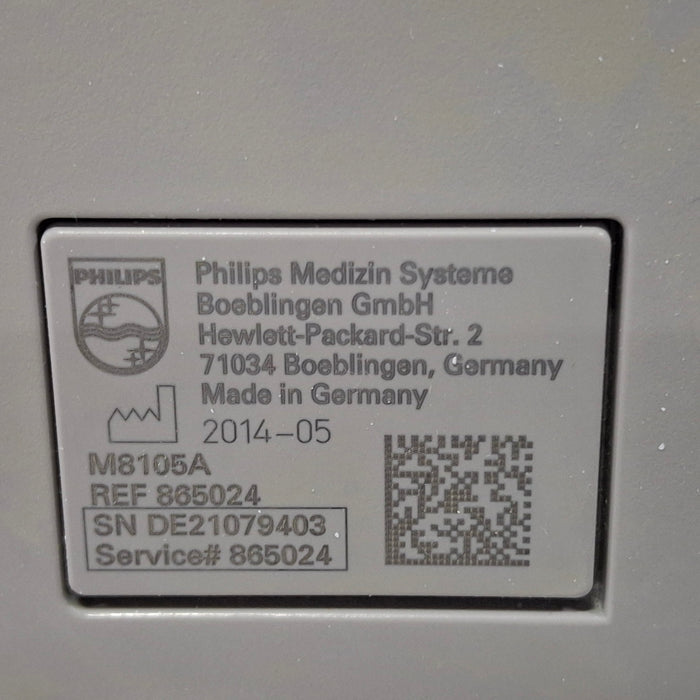 PHILIPS
Philips Medizin Systeme
Boeblingen GmbH
Hewlett-Packard-Str. 2
71034 Boeblingen, Germany
Made in Germany
2014-05
M8105A
REF 865024
SN DE21079403
Service# 865024